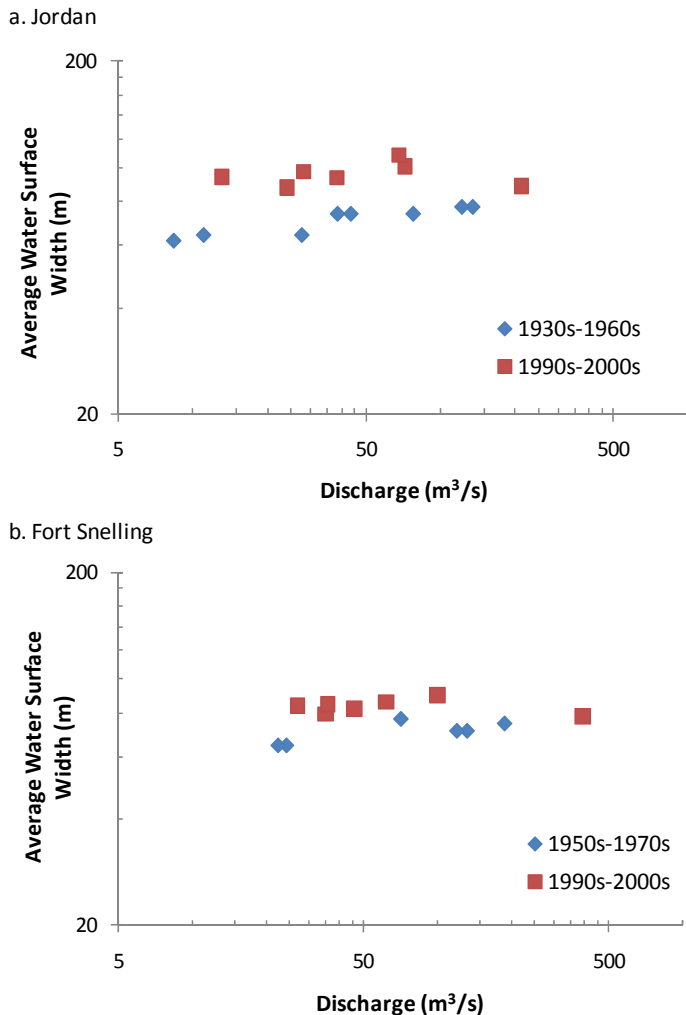 a. Jordan
200
20
Average Water Surface
Width (m)
5
50
500
Discharge (m³/s)
1930s-1960s
1990s-2000s
b. Fort Snelling
200
20
Average Water Surface
Width (m)
5
50
500
Discharge (m³/s)
1950s-1970s
1990s-2000s